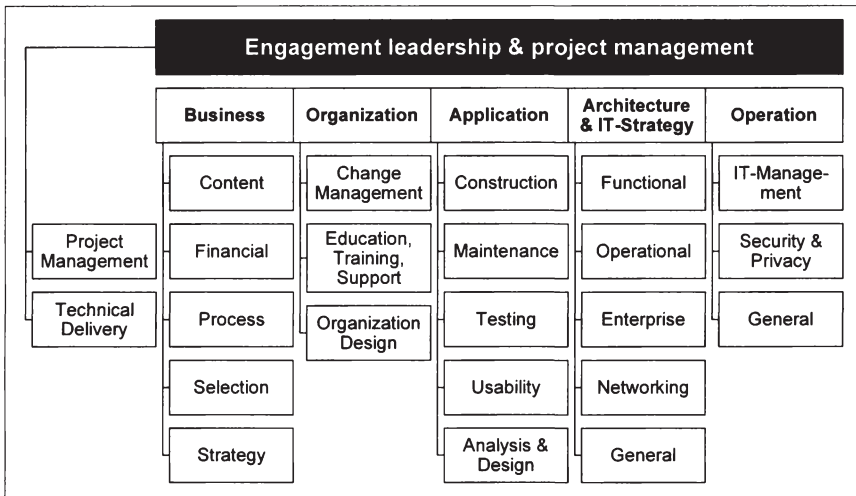 Engagement leadership & project management
Business
Organization
Application
Architecture
& IT-Strategy
Operation
Project
Management
Technical
Delivery
Content
Financial
Process
Selection
Strategy
Change
Management
Education,
Training,
Support
Organization
Design
Construction
Maintenance
Testing
Usability
Analysis &
Design
Functional
Operational
Enterprise
Networking
General
IT-Manage-
ment
Security &
Privacy
General